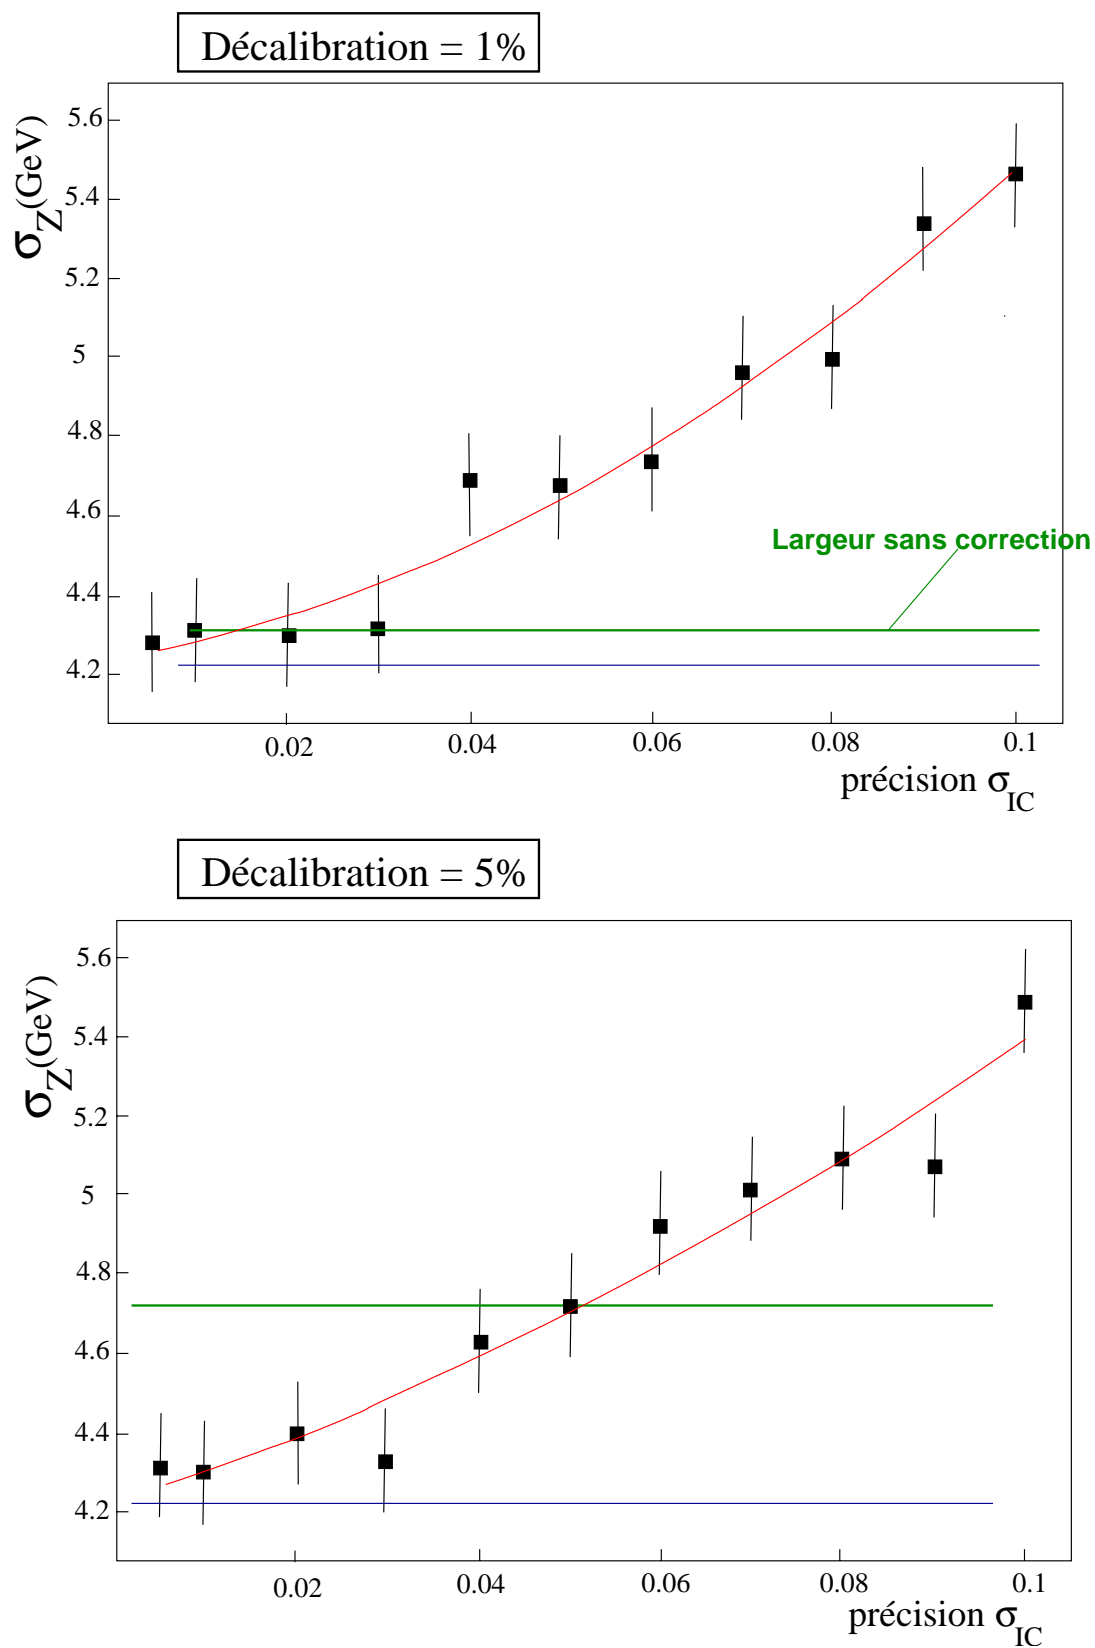 Décalibration = 1%
σZ(GeV)
5.6
5.4
5.2
5
4.8
4.6
4.4
4.2
Largeur sans correction
0.02 0.04 0.06 0.08 0.1
précision σIC
Décalibration = 5%
σZ(GeV)
5.6
5.4
5.2
5
4.8
4.6
4.4
4.2
0.02 0.04 0.06 0.08 0.1
précision σIC